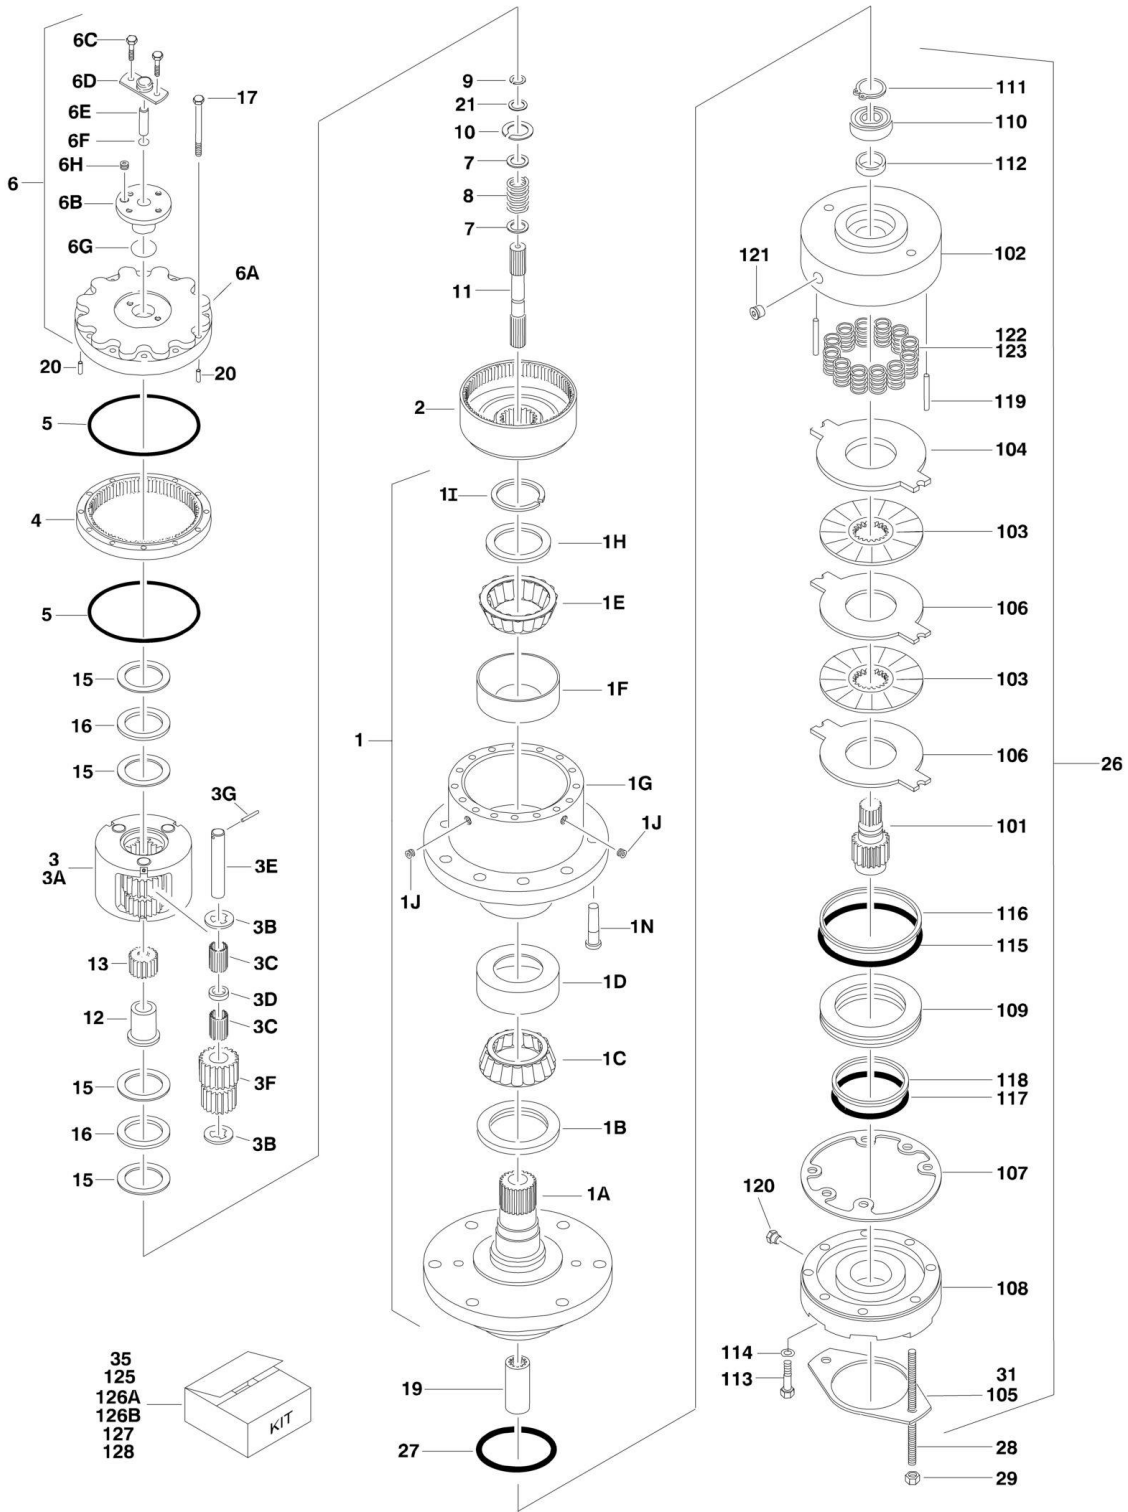 6C
6D
6E
6F
6H
6
6B
6G
6A
17
20
20
5
4
5
15
16
15
3G
3
3A
3E
3B
3C
3D
3C
13
12
3F
3B
15
16
15
35
125
126A
126B
127
128
KIT
9
21
10
7
8
7
11
2
1I
1H
1E
1F
1
1G
1J
1J
1N
1D
1C
1B
1A
19
27
111
110
112
102
121
122
123
119
104
103
106
103
106
26
101
116
115
109
118
117
107
120
108
114
113
31
105
28
29